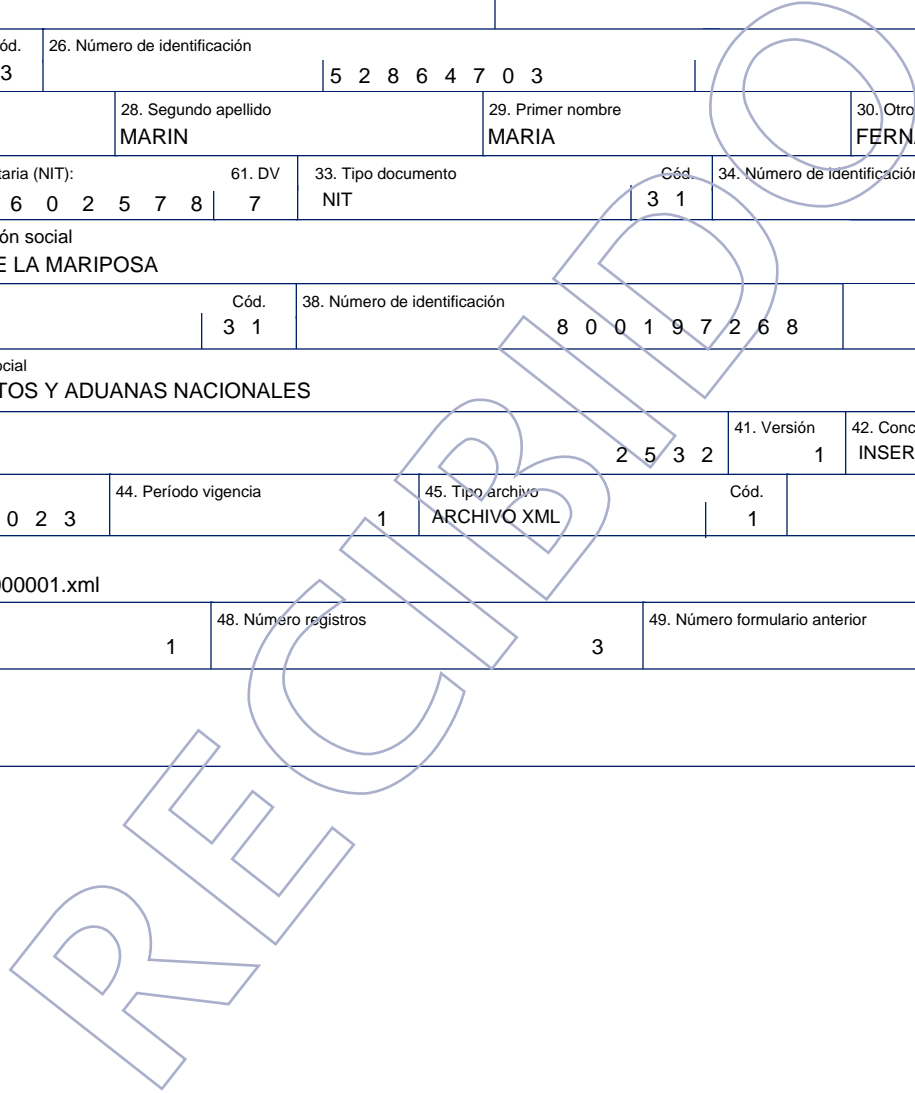 ód. 26. Número de identificación
3 5 2 8 6 4 7 0 3
28. Segundo apellido 29. Primer nombre 30. Otro
MARIN MARIA FERNA
taria (NIT): 61. DV 33. Tipo documento Cód. 34. Número de identificación
6 0 2 5 7 8 7 NIT 3 1
ón social
E LA MARIPOSA
Cód. 38. Número de identificación
3 1 8 0 0 1 9 7 2 6 8
ocial
TOS Y ADUANAS NACIONALES
41. Versión 42. Conc
2 5 3 2 1 INSER
44. Período vigencia 45. Tipo archivo Cód.
0 2 3 1 ARCHIVO XML 1
000001.xml
48. Número registros 49. Número formulario anterior
1 3
RECIBIDO